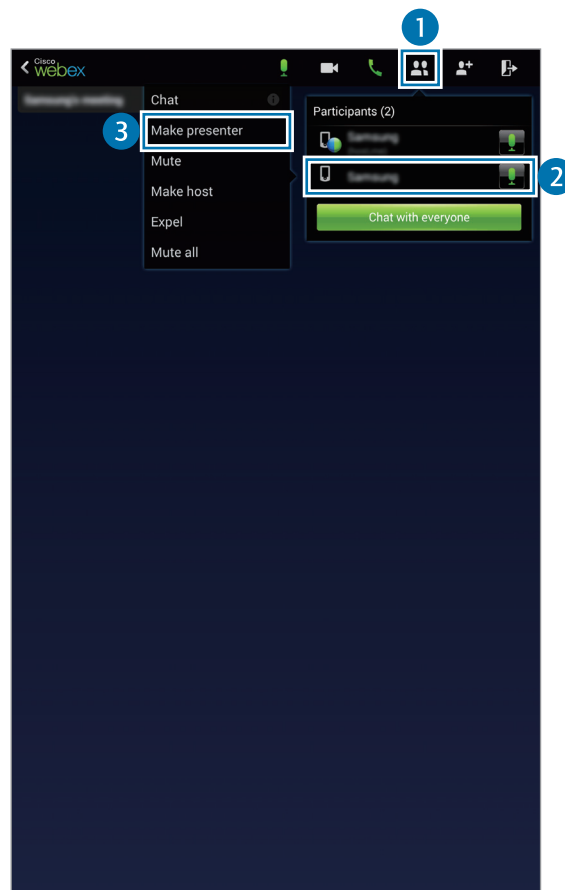 1
Cisco
webex
Chat
Participants (2)
3
Make presenter
Mute
2
Make host
Chat with everyone
Expel
Mute all